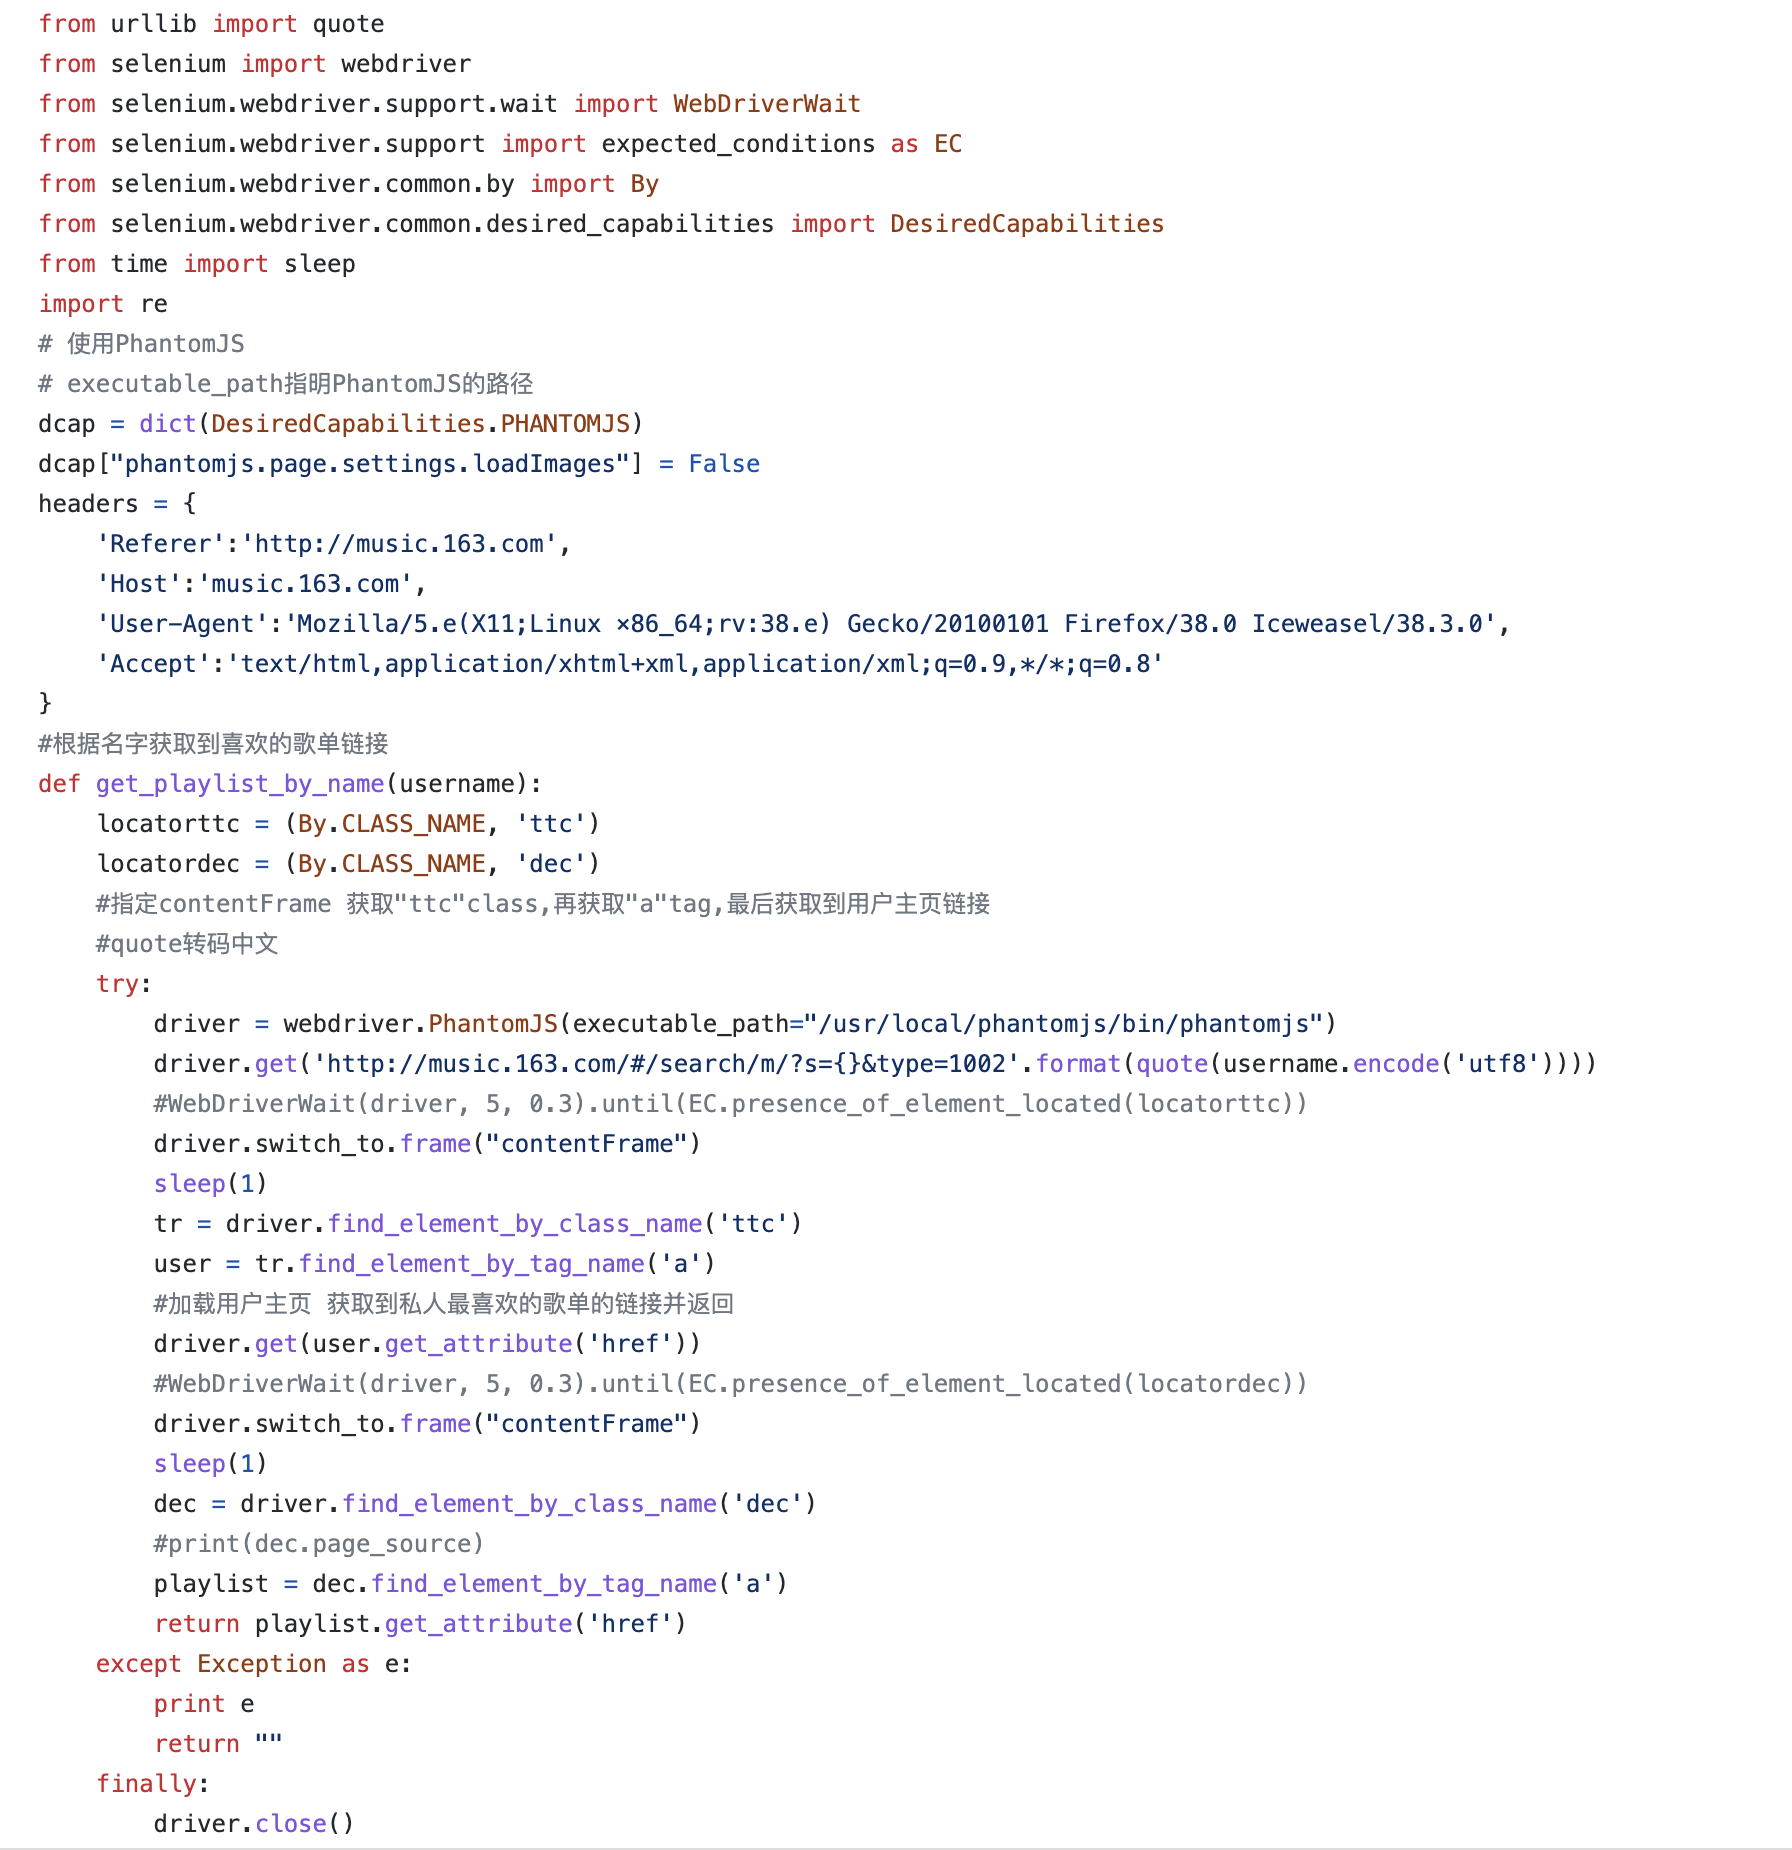 from urllib import quote
from selenium import webdriver
from selenium.webdriver.support.wait import WebDriverWait
from selenium.webdriver.support import expected_conditions as EC
from selenium.webdriver.common.by import By
from selenium.webdriver.common.desired_capabilities import DesiredCapabilities
from time import sleep
import re
# 使用PhantomJS
# executable_path指明PhantomJS的路径
dcap = dict(DesiredCapabilities.PHANTOMJS)
dcap["phantomjs.page.settings.loadImages"] = False
headers = {
    'Referer':'http://music.163.com',
    'Host':'music.163.com',
    'User-Agent':'Mozilla/5.e(X11;Linux ×86_64;rv:38.e) Gecko/20100101 Firefox/38.0 Iceweasel/38.3.0',
    'Accept':'text/html,application/xhtml+xml,application/xml;q=0.9,*/*;q=0.8'
}
#根据名字获取到喜欢的歌单链接
def get_playlist_by_name(username):
    locatorttc = (By.CLASS_NAME, 'ttc')
    locatordec = (By.CLASS_NAME, 'dec')
    #指定contentFrame 获取"ttc"class,再获取"a"tag,最后获取到用户主页链接
    #quote转码中文
    try:
        driver = webdriver.PhantomJS(executable_path="/usr/local/phantomjs/bin/phantomjs")
        driver.get('http://music.163.com/#/search/m/?s={}&type=1002'.format(quote(username.encode('utf8'))))
        #WebDriverWait(driver, 5, 0.3).until(EC.presence_of_element_located(locatorttc))
        driver.switch_to.frame("contentFrame")
        sleep(1)
        tr = driver.find_element_by_class_name('ttc')
        user = tr.find_element_by_tag_name('a')
        #加载用户主页 获取到私人最喜欢的歌单的链接并返回
        driver.get(user.get_attribute('href'))
        #WebDriverWait(driver, 5, 0.3).until(EC.presence_of_element_located(locatordec))
        driver.switch_to.frame("contentFrame")
        sleep(1)
        dec = driver.find_element_by_class_name('dec')
        #print(dec.page_source)
        playlist = dec.find_element_by_tag_name('a')
        return playlist.get_attribute('href')
    except Exception as e:
        print e
        return ""
    finally:
        driver.close()